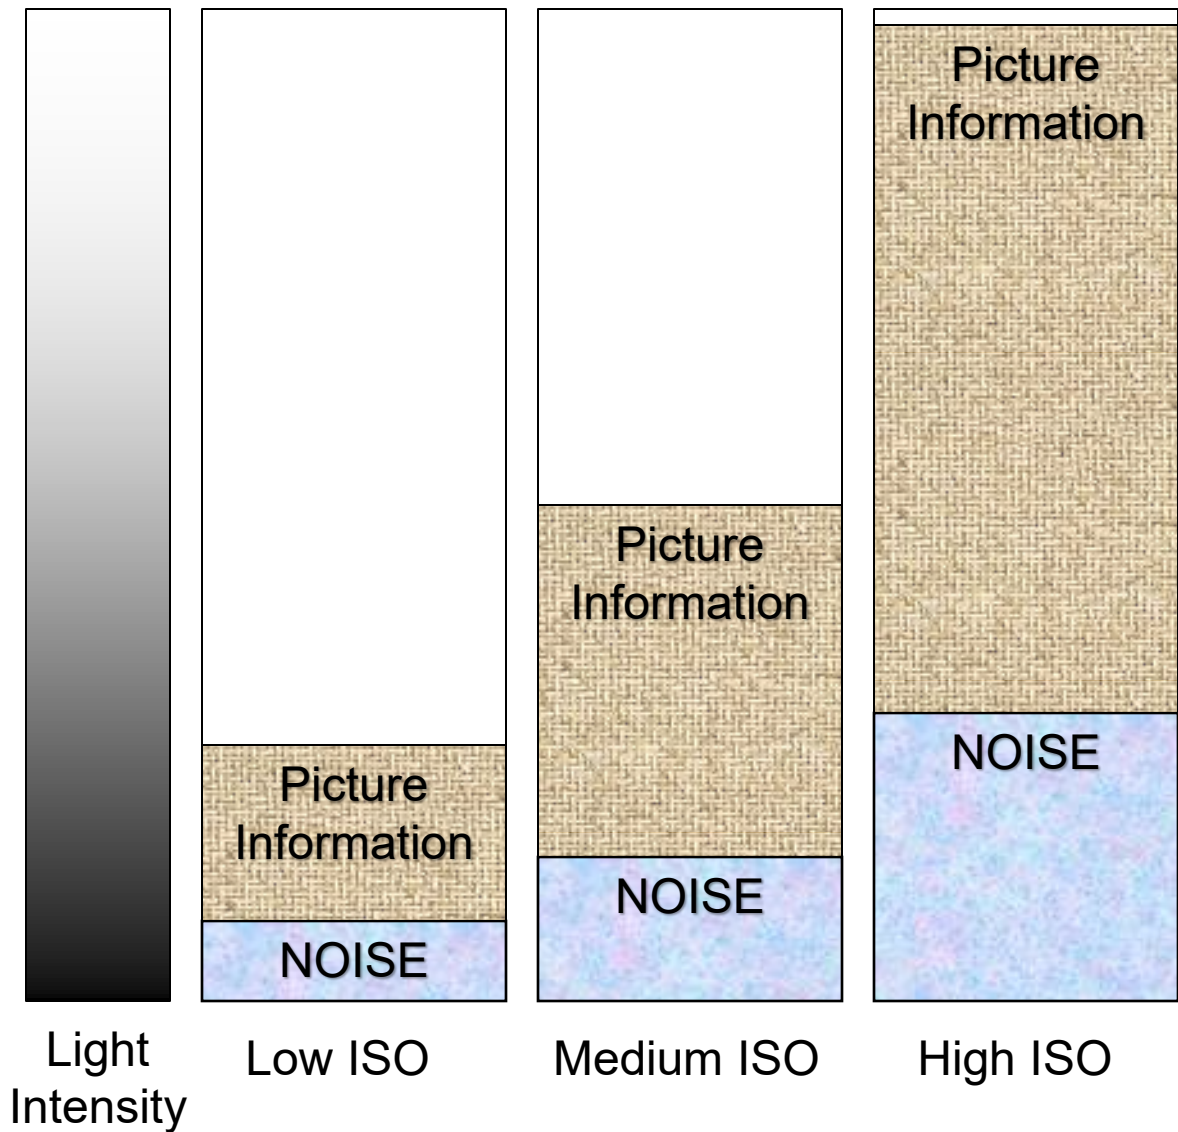 Picture
Information
Picture
Information
Picture
Information
NOISE
NOISE
NOISE
Light
Intensity
Low ISO
Medium ISO
High ISO